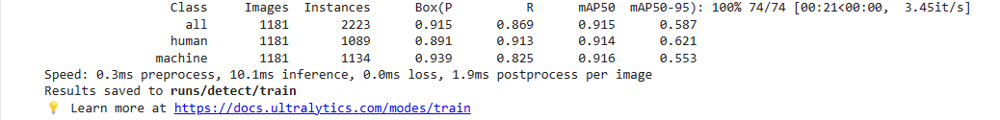 Class Images Instances Box(P R mAP50 mAP50-95): 100% 74/74 [00:21<00:00, 3.45it/s]
all 1181 2223 0.915 0.869 0.915 0.587
human 1181 1089 0.891 0.913 0.914 0.621
machine 1181 1134 0.939 0.825 0.916 0.553
Speed: 0.3ms preprocess, 10.1ms inference, 0.0ms loss, 1.9ms postprocess per image
Results saved to runs/detect/train
💡 Learn more at https://docs.ultralytics.com/modes/train